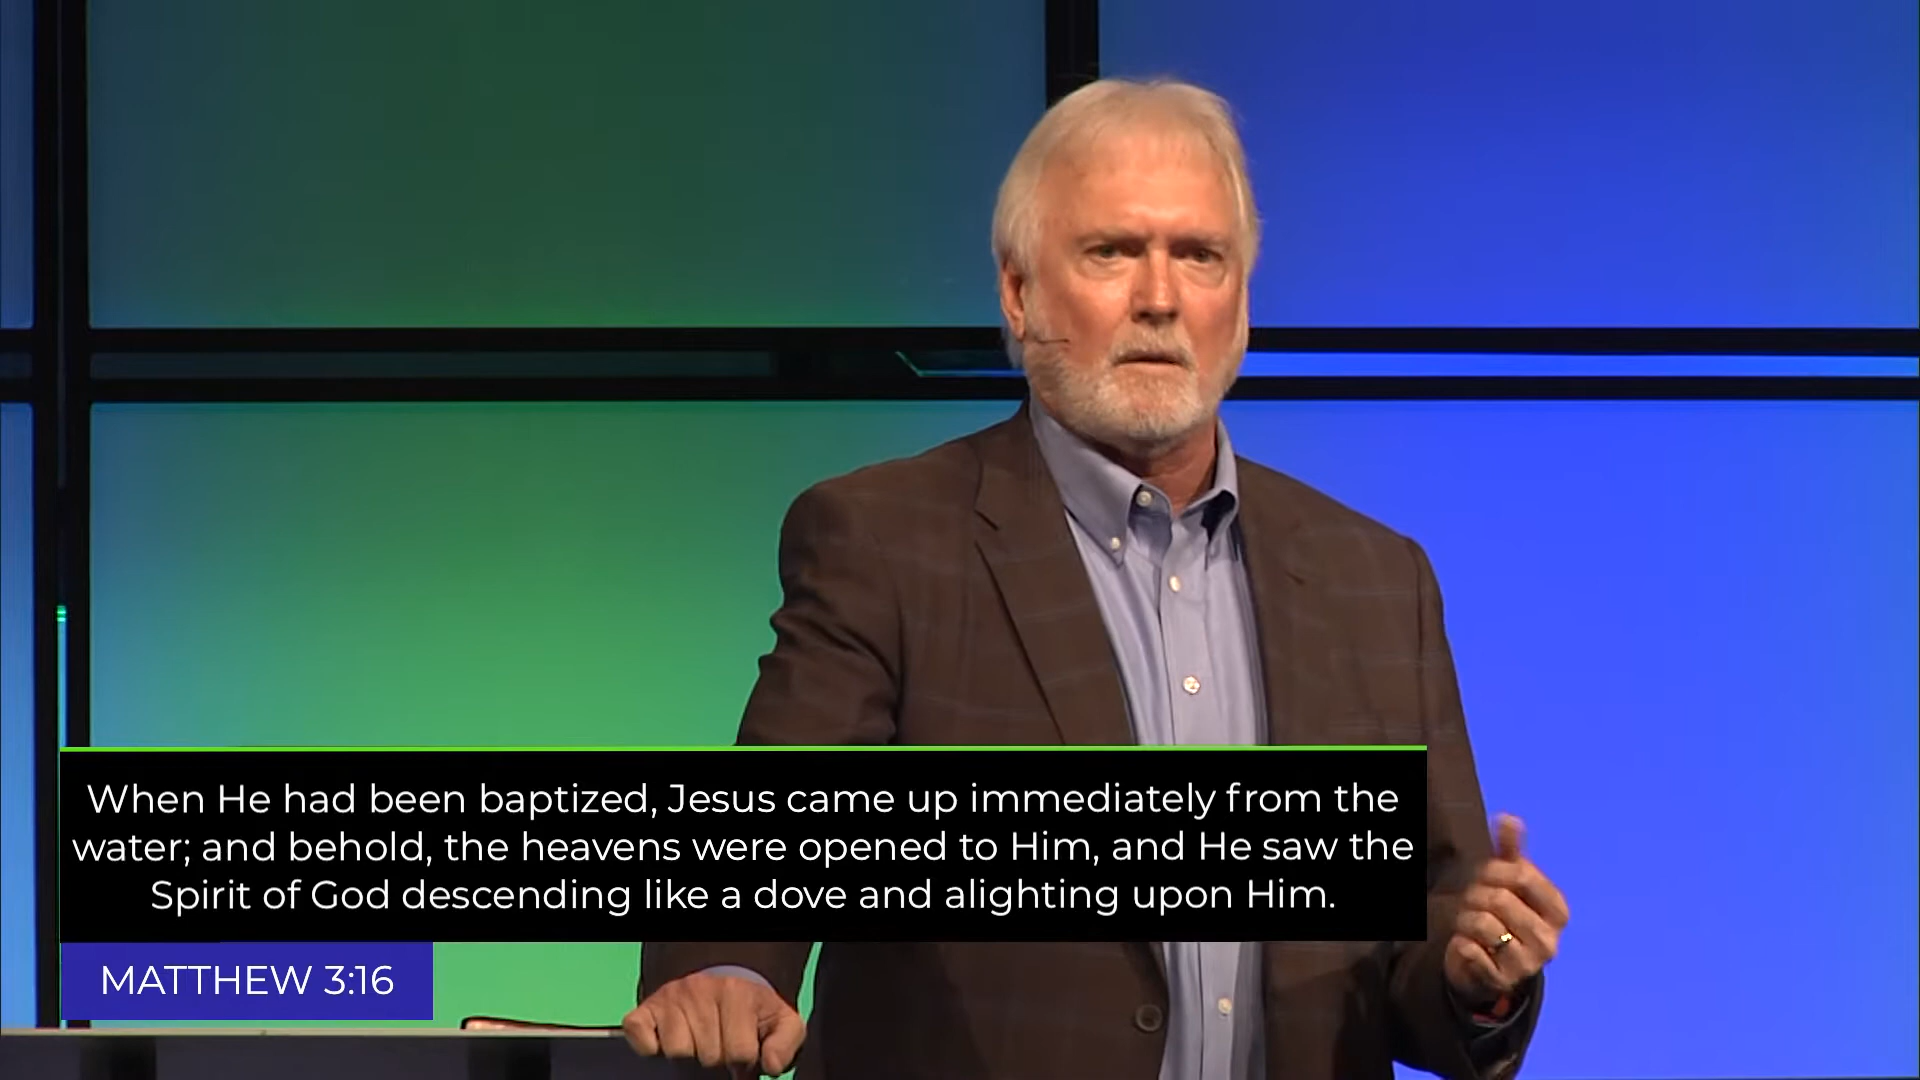 When He had been baptized, Jesus came up immediately from the
water; and behold, the heavens were opened to Him, and He saw the
Spirit of God descending like a dove and alighting upon Him.
MATTHEW 3:16